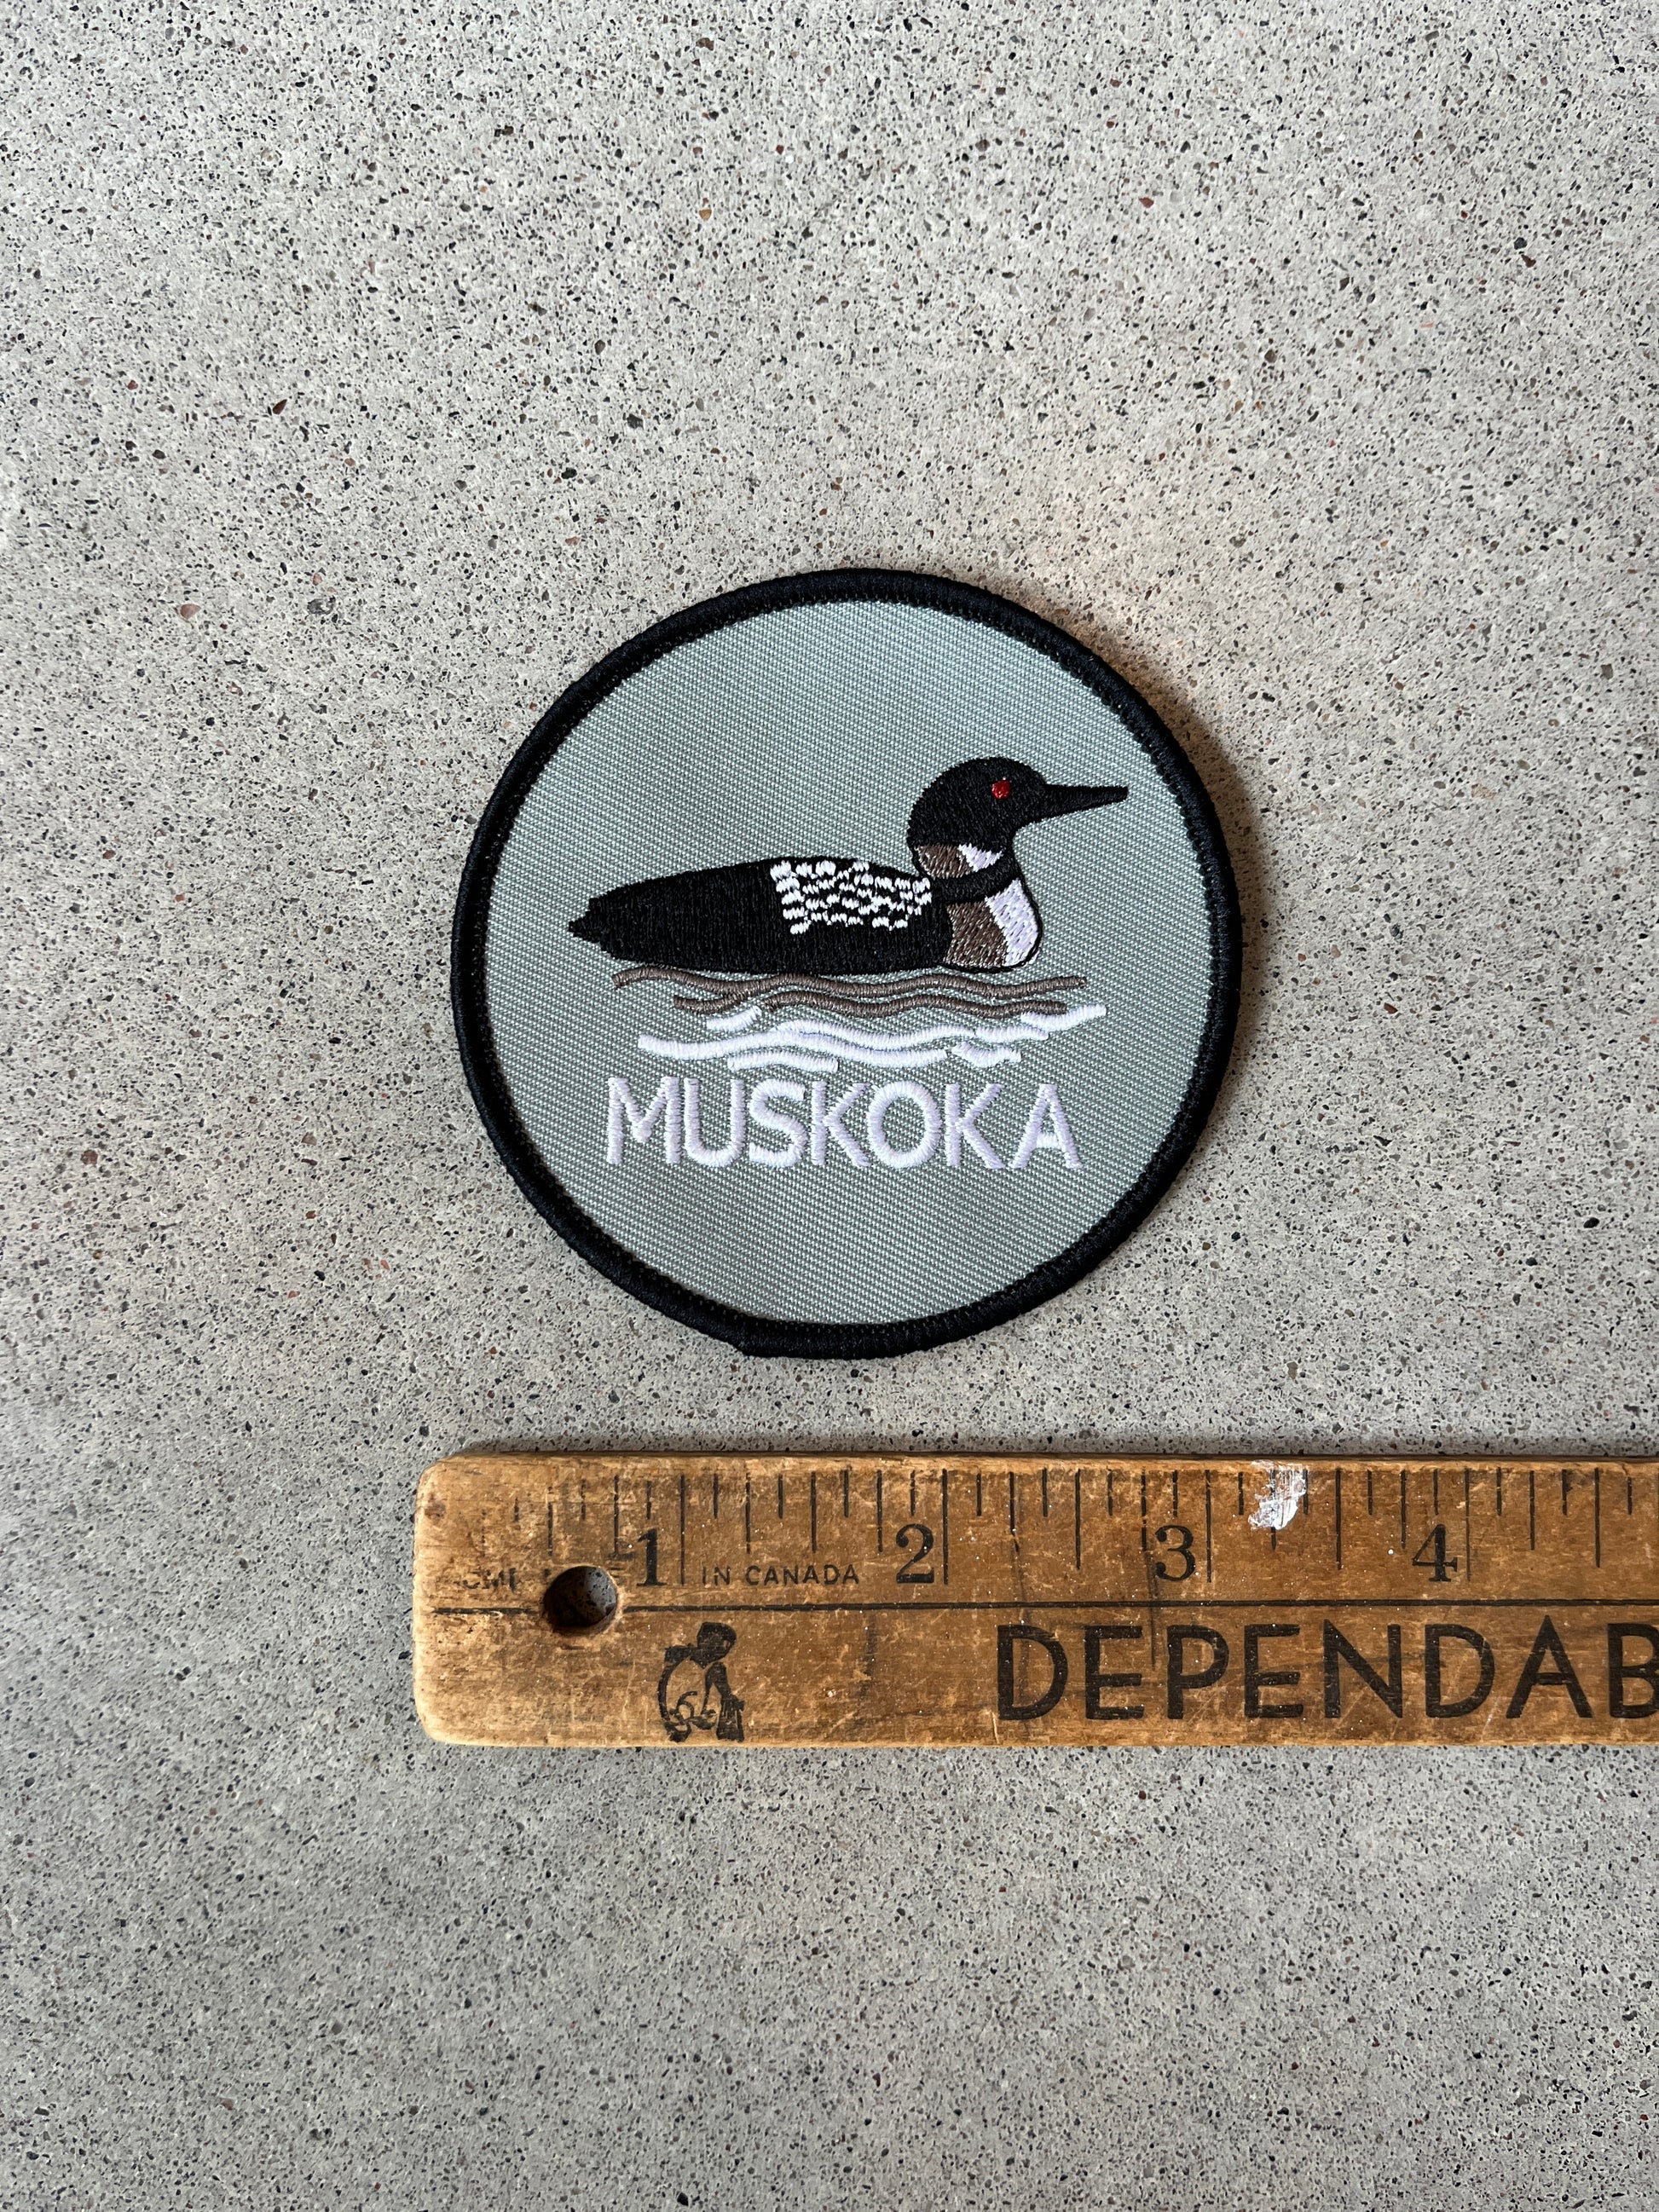 MUSKOKA
1 IN CANADA 2 3 4
DEPENDAB